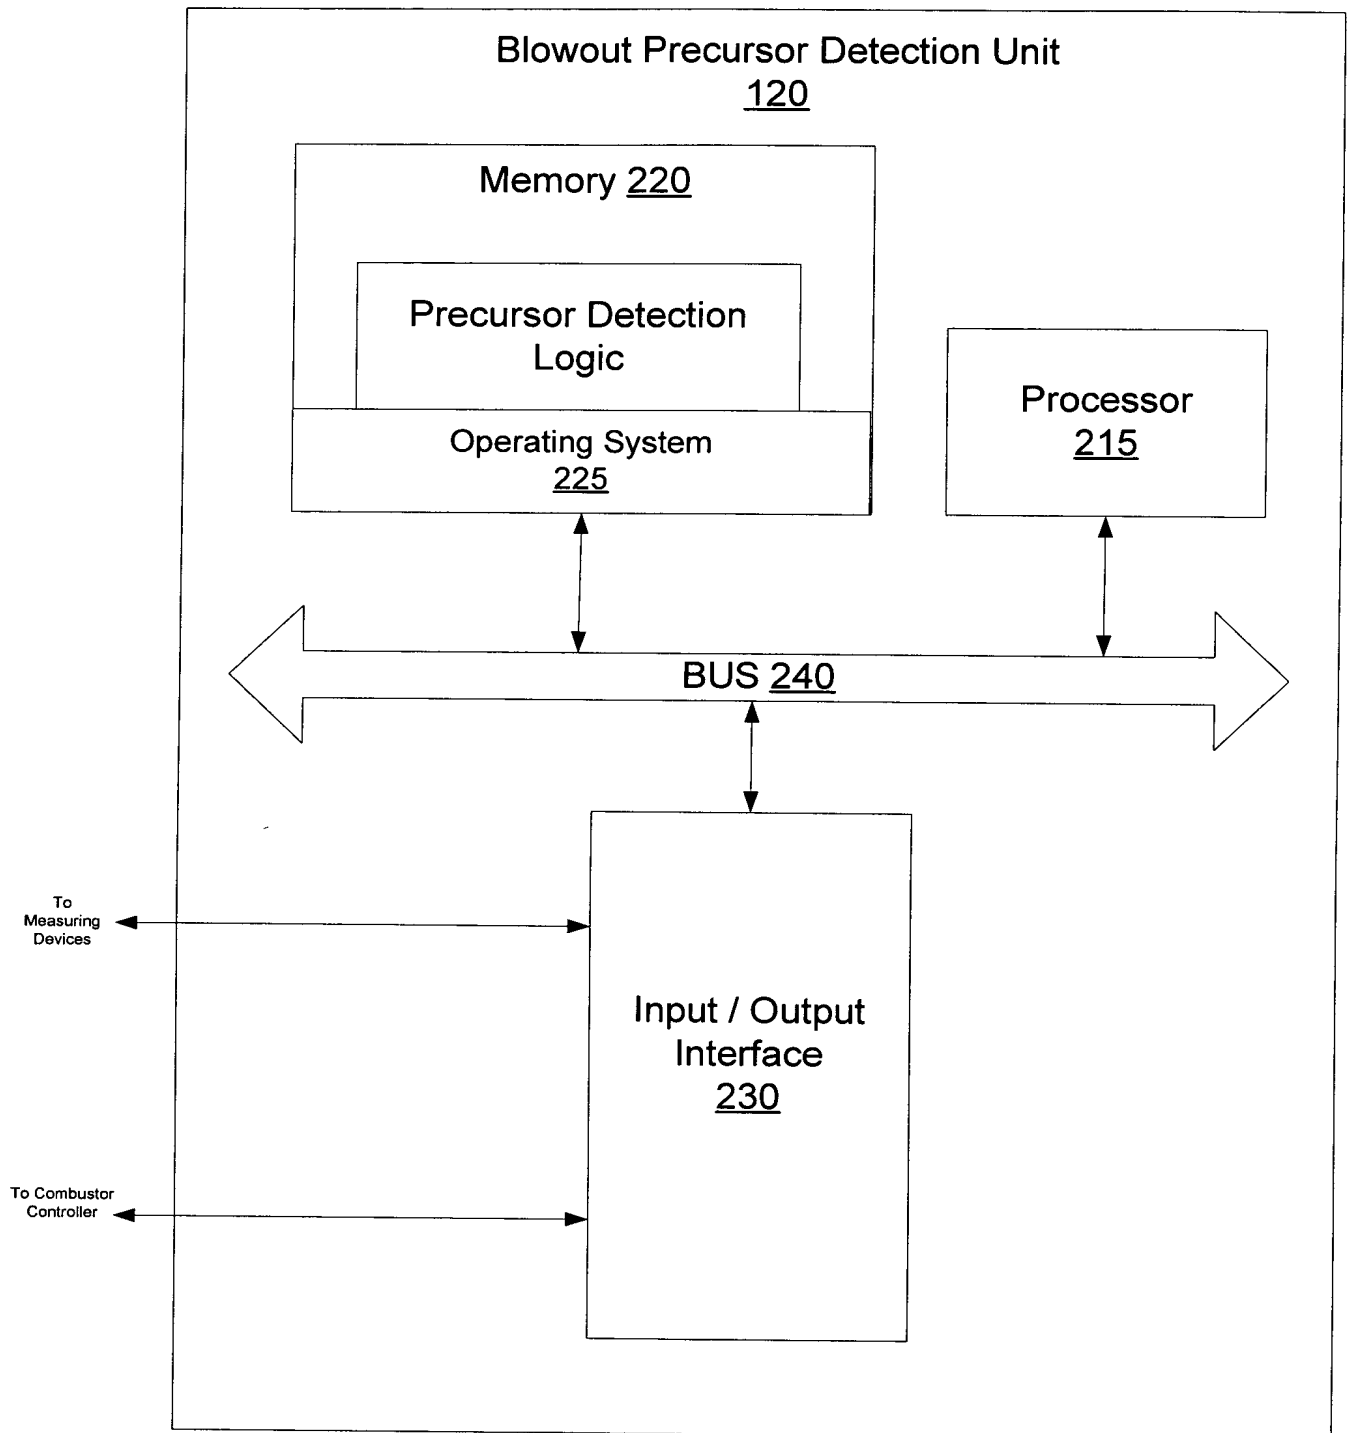 Blowout Precursor Detection Unit
120
Memory 220
Precursor Detection
Logic
Operating System
225
Processor
215
BUS 240
To
Measuring
Devices
Input / Output
Interface
230
To Combustor
Controller